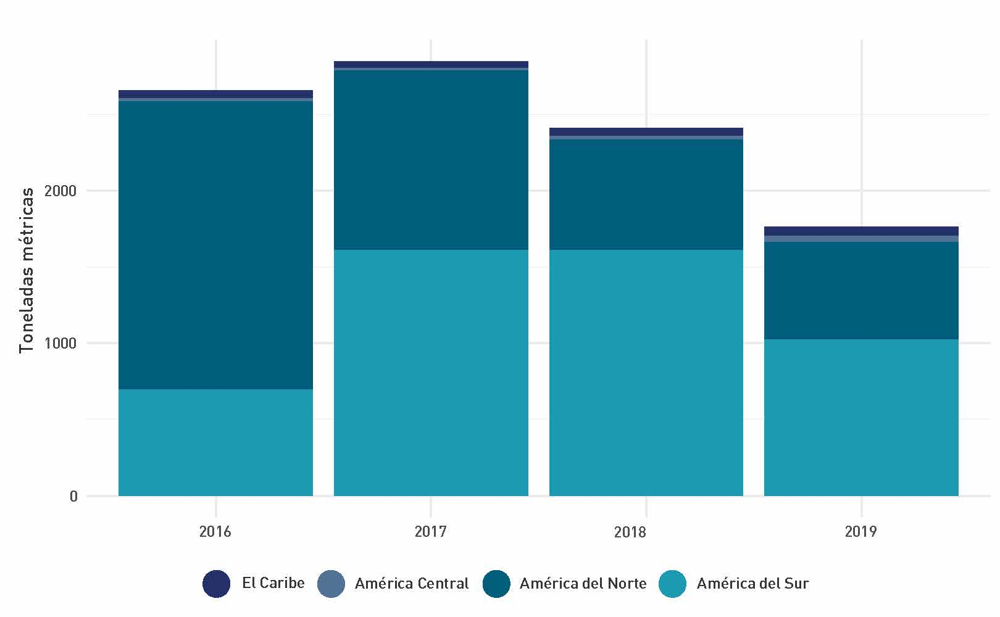 Toneladas métricas
2000
1000
0
2016 2017 2018 2019
El Caribe América Central América del Norte América del Sur